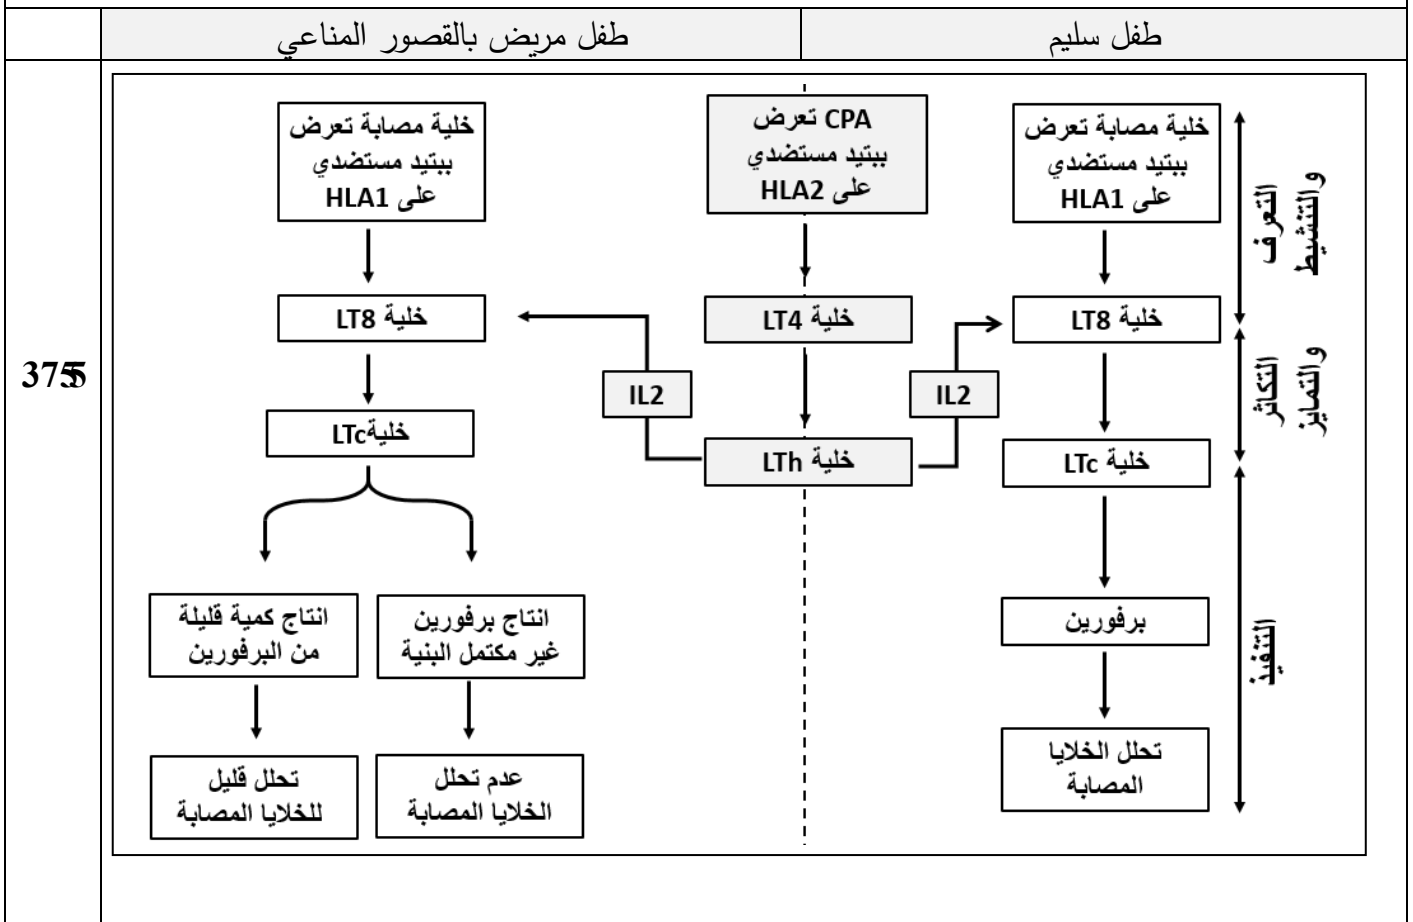 طفل سليم
طفل مريض بالقصور المناعي
خلية مصابة تعرض
ببتيد مستضدي
على HLA1
CPA تعرض
ببتيد مستضدي
على HLA2
خلية مصابة تعرض
ببتيد مستضدي
على HLA1
التعرف
والتنشيط
خلية LT8
خلية LT4
خلية LT8
IL2
IL2
التكاثر
والتمايز
خلية LTc
خلية LTh
خليةLTc
برفورين
انتاج برفورين
غير مكتمل البنية
انتاج كمية قليلة
من البرفورين
التنفيذ
تحلل الخلايا
المصابة
عدم تحلل
الخلايا المصابة
تحلل قليل
للخلايا المصابة